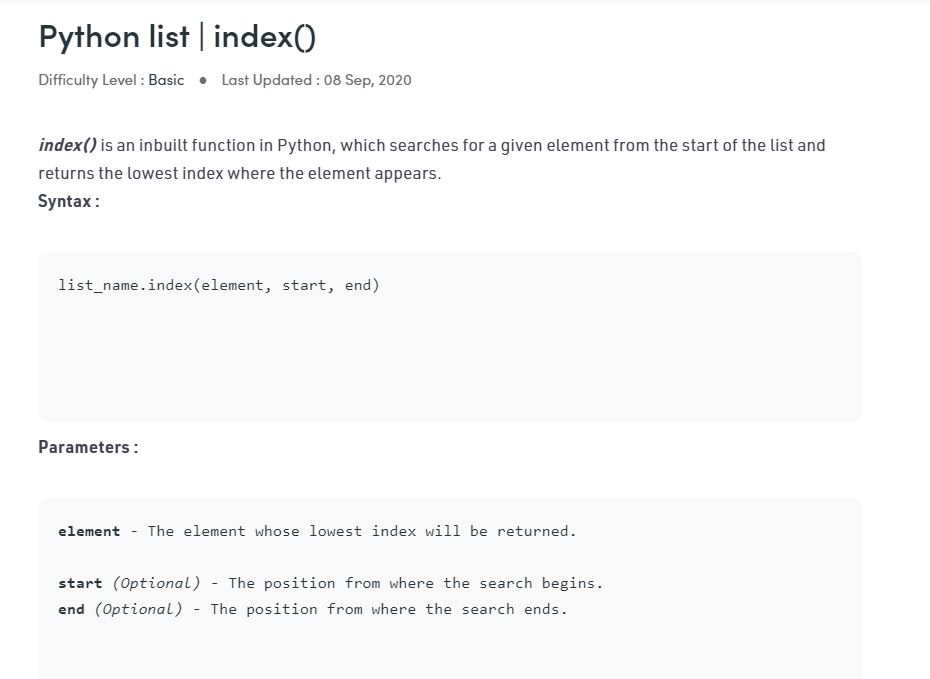 Python list | index()
Difficulty Level : Basic ● Last Updated : 08 Sep, 2020
index() is an inbuilt function in Python, which searches for a given element from the start of the list and
returns the lowest index where the element appears.
Syntax :
list_name.index(element, start, end)
Parameters :
element - The element whose lowest index will be returned.
start (Optional) - The position from where the search begins.
end (Optional) - The position from where the search ends.